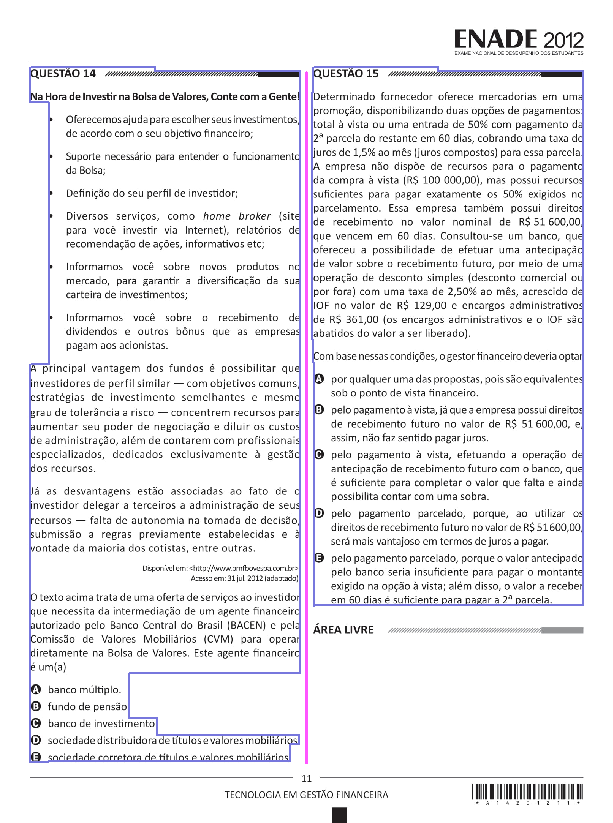 ENADE 2012
EXAME NACIONAL DE DESEMPENHO DOS ESTUDANTES
QUESTÃO 14
Na Hora de Investir na Bolsa de Valores, Conte com a Gente!
• Oferecemos ajuda para escolher seus investimentos,
de acordo com o seu objetivo financeiro;
• Suporte necessário para entender o funcionamento
da Bolsa;
• Definição do seu perfil de investidor;
• Diversos serviços, como home broker (site
para você investir via Internet), relatórios de
recomendação de ações, informativos etc;
• Informamos você sobre novos produtos no
mercado, para garantir a diversificação da sua
carteira de investimentos;
• Informamos você sobre o recebimento de
dividendos e outros bônus que as empresas
pagam aos acionistas.
A principal vantagem dos fundos é possibilitar que
investidores de perfil similar — com objetivos comuns,
estratégias de investimento semelhantes e mesmo
grau de tolerância a risco — concentrem recursos para
aumentar seu poder de negociação e diluir os custos
de administração, além de contarem com profissionais
especializados, dedicados exclusivamente à gestão
dos recursos.
Já as desvantagens estão associadas ao fato de o
investidor delegar a terceiros a administração de seus
recursos — falta de autonomia na tomada de decisão,
submissão a regras previamente estabelecidas e à
vontade da maioria dos cotistas, entre outras.
Disponível em: <http://www.bmfbovespa.com.br>
Acesso em: 31 jul. 2012 (adaptado)
O texto acima trata de uma oferta de serviços ao investidor
que necessita da intermediação de um agente financeiro
autorizado pelo Banco Central do Brasil (BACEN) e pela
Comissão de Valores Mobiliários (CVM) para operar
diretamente na Bolsa de Valores. Este agente financeiro
é um(a)
A banco múltiplo.
B fundo de pensão
C banco de investimento
D sociedade distribuidora de títulos e valores mobiliários.
E sociedade corretora de títulos e valores mobiliários.
QUESTÃO 15
Determinado fornecedor oferece mercadorias em uma
promoção, disponibilizando duas opções de pagamentos:
total à vista ou uma entrada de 50% com pagamento da
2ª parcela do restante em 60 dias, cobrando uma taxa de
juros de 1,5% ao mês (juros compostos) para essa parcela.
A empresa não dispõe de recursos para o pagamento
da compra à vista (R$ 100 000,00), mas possui recursos
suficientes para pagar exatamente os 50% exigidos no
parcelamento. Essa empresa também possui direitos
de recebimento no valor nominal de R$ 51 600,00,
que vencem em 60 dias. Consultou-se um banco, que
ofereceu a possibilidade de efetuar uma antecipação
de valor sobre o recebimento futuro, por meio de uma
operação de desconto simples (desconto comercial ou
por fora) com uma taxa de 2,50% ao mês, acrescido de
IOF no valor de R$ 129,00 e encargos administrativos
de R$ 361,00 (os encargos administrativos e o IOF são
abatidos do valor a ser liberado).
Com base nessas condições, o gestor financeiro deveria optar
A por qualquer uma das propostas, pois são equivalentes
sob o ponto de vista financeiro.
B pelo pagamento à vista, já que a empresa possui direitos
de recebimento futuro no valor de R$ 51 600,00, e,
assim, não faz sentido pagar juros.
C pelo pagamento à vista, efetuando a operação de
antecipação de recebimento futuro com o banco, que
é suficiente para completar o valor que falta e ainda
possibilita contar com uma sobra.
D pelo pagamento parcelado, porque, ao utilizar os
direitos de recebimento futuro no valor de R$ 51 600,00,
será mais vantajoso em termos de juros a pagar.
E pelo pagamento parcelado, porque o valor antecipado
pelo banco seria insuficiente para pagar o montante
exigido na opção à vista; além disso, o valor a receber
em 60 dias é suficiente para pagar a 2ª parcela.
ÁREA LIVRE
11
TECNOLOGIA EM GESTÃO FINANCEIRA